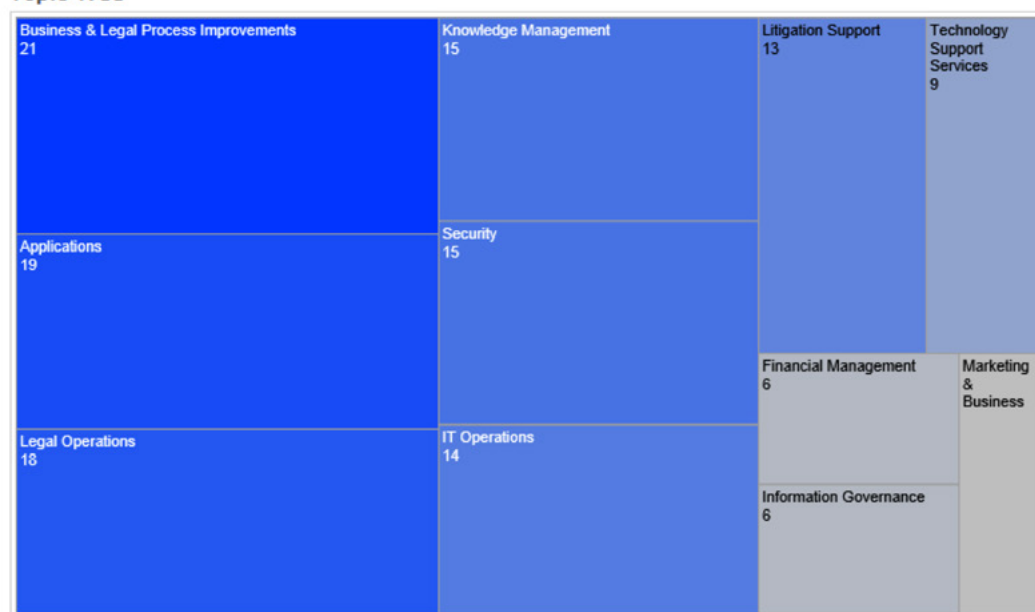 Business & Legal Process Improvements
21
Applications
19
Legal Operations
18
Knowledge Management
15
Security
15
IT Operations
14
Litigation Support
13
Technology
Support
Services
9
Financial Management
6
Information Governance
6
Marketing
&
Business